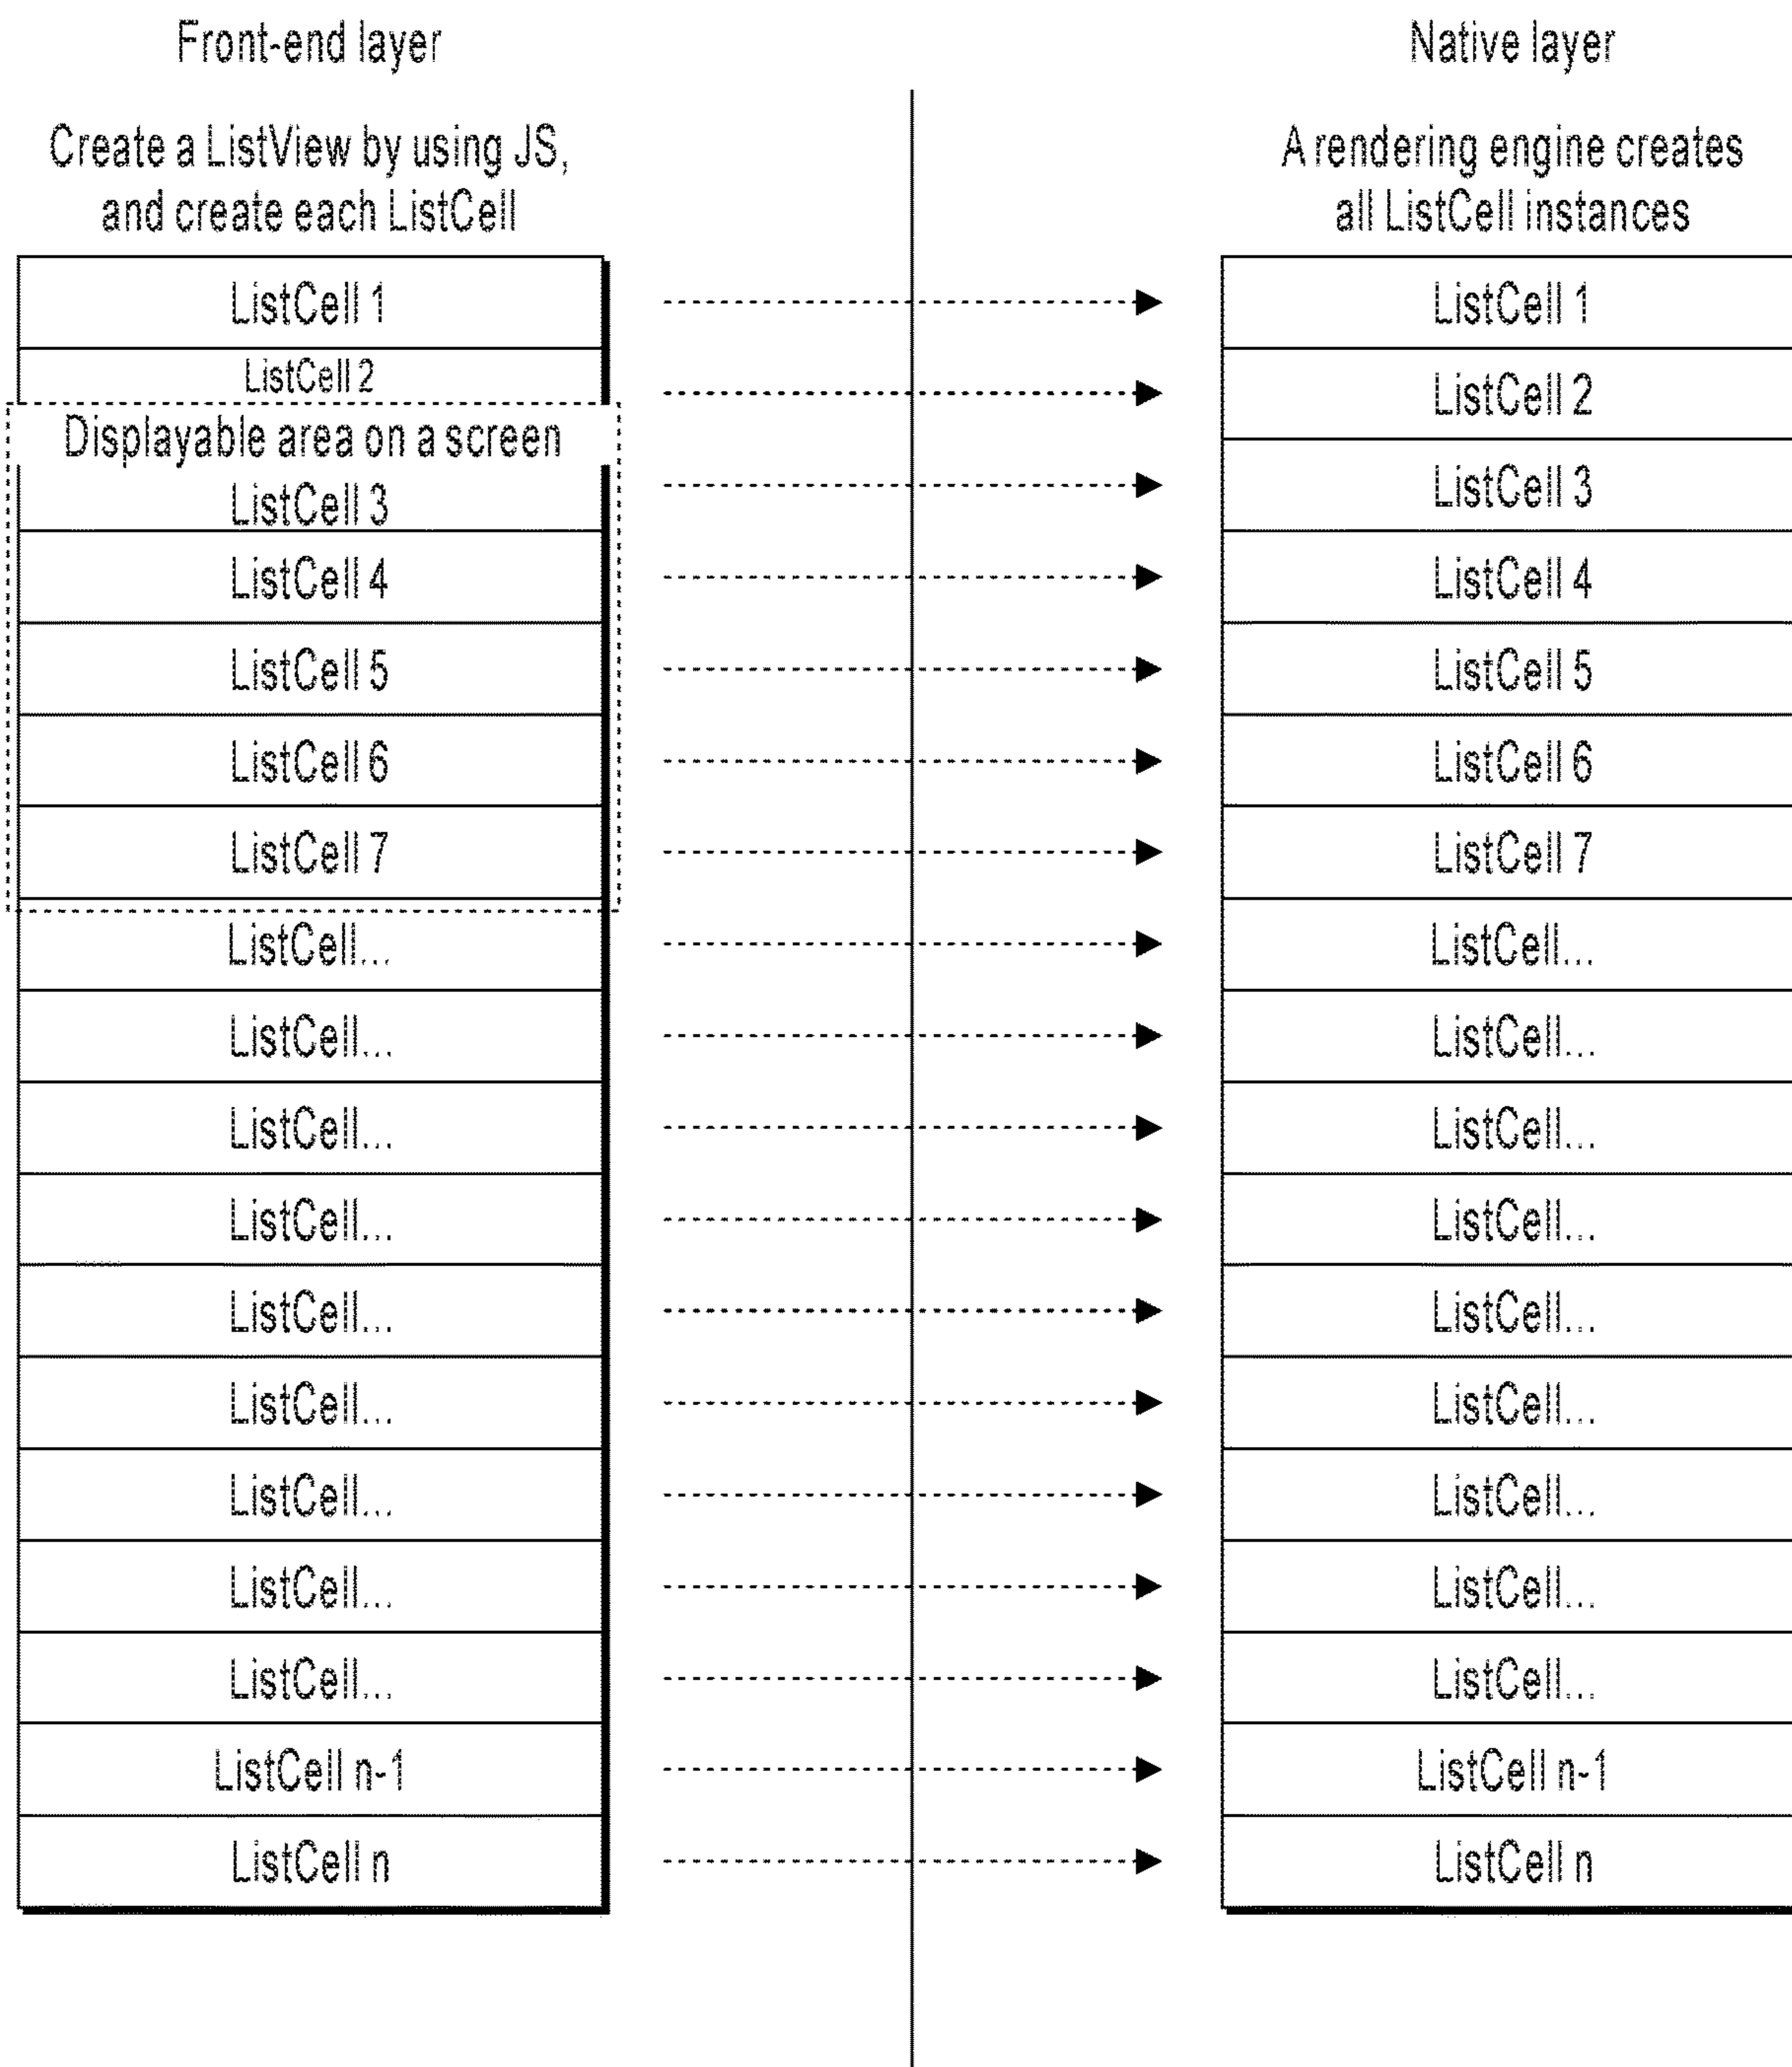 Front-end layer
Create a ListView by using JS,
and create each ListCell
ListCell 1
ListCell 2
Displayable area on a screen
ListCell 3
ListCell 4
ListCell 5
ListCell 6
ListCell 7
ListCell...
ListCell...
ListCell...
ListCell...
ListCell...
ListCell...
ListCell...
ListCell...
ListCell...
ListCell n-1
ListCell n
Native layer
A rendering engine creates
all ListCell instances
ListCell 1
ListCell 2
ListCell 3
ListCell 4
ListCell 5
ListCell 6
ListCell 7
ListCell...
ListCell...
ListCell...
ListCell...
ListCell...
ListCell...
ListCell...
ListCell...
ListCell...
ListCell n-1
ListCell n